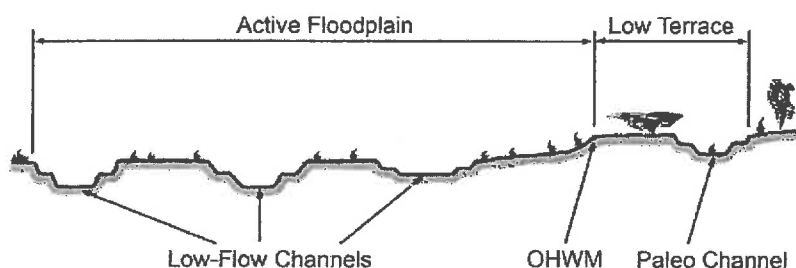 Active Floodplain
Low Terrace
Low-Flow Channels
OHWM
Paleo Channel